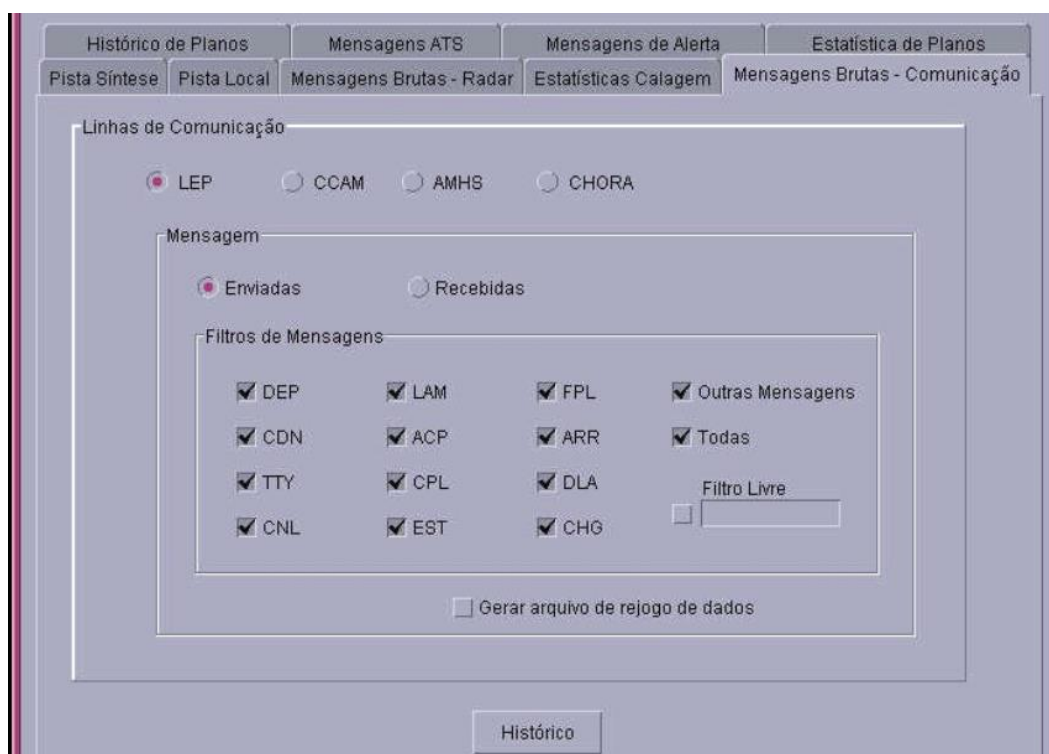 Histórico de Planos Mensagens ATS Mensagens de Alerta Estatística de Planos
Pista Síntese Pista Local Mensagens Brutas - Radar Estatísticas Calagem Mensagens Brutas - Comunicação
Linhas de Comunicação
LEP CCAM AMHS CHORA
Mensagem
Enviadas Recebidas
Filtros de Mensagens
DEP LAM FPL Outras Mensagens
CDN ACP ARR Todas
TTY CPL DLA Filtro Livre
CNL EST CHG
Gerar arquivo de rejogo de dados
Histórico